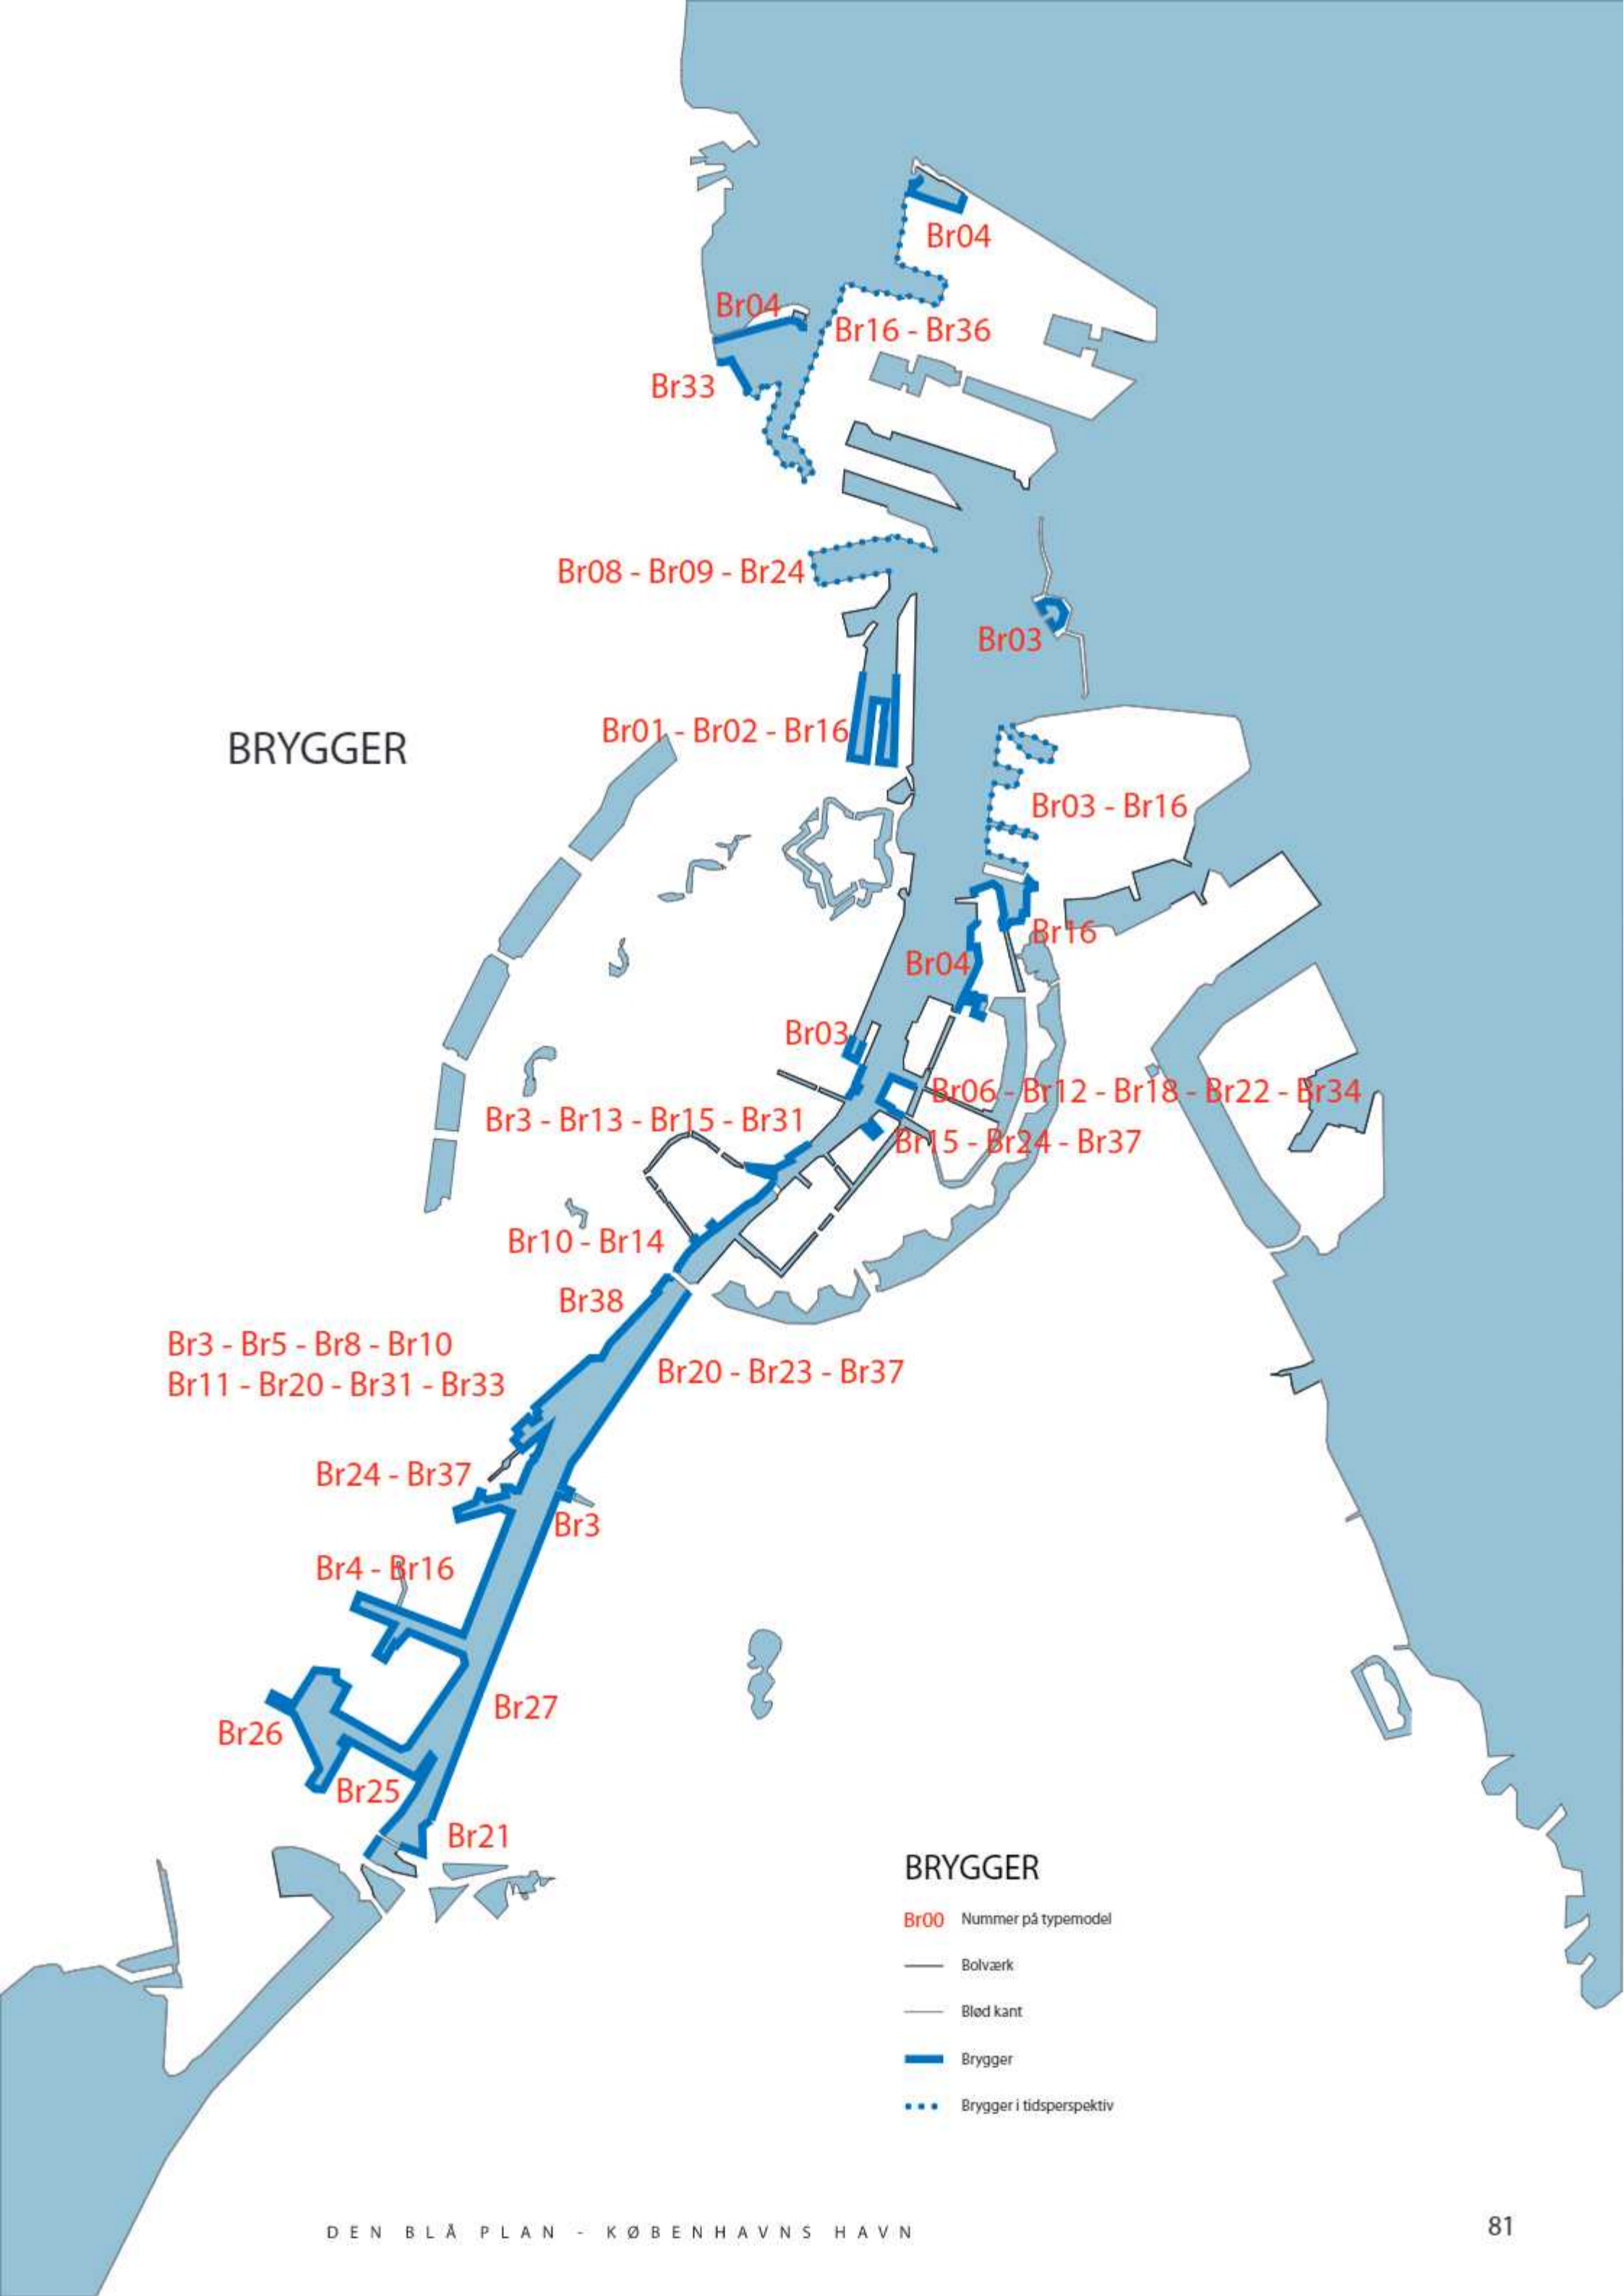 Br04
Br04
Br16 - Br36
Br33
Br08 - Br09 - Br24
Br03
Br01 - Br02 - Br16
BRYGGER
Br03 - Br16
Br16
Br04
Br03
Br06 - Br12 - Br18 - Br22 - Br34
Br3 - Br13 - Br15 - Br31
Br15 - Br24 - Br37
Br10 - Br14
Br38
Br3 - Br5 - Br8 - Br10
Br11 - Br20 - Br31 - Br33
Br20 - Br23 - Br37
Br24 - Br37
Br3
Br4 - Br16
Br27
Br26
Br25
Br21
BRYGGER
Br00 Nummer på typemodel
Bolværk
Blød kant
Brygger
Brygger i tidsperspektiv
DEN BLÅ PLAN - KØBENHAVNS HAVN
81